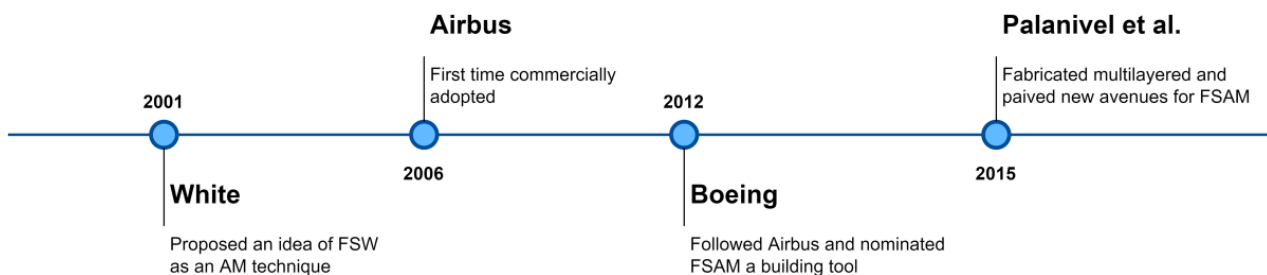 2001
White
Proposed an idea of FSW
as an AM technique
Airbus
First time commercially
adopted
2006
2012
Boeing
Followed Airbus and nominated
FSAM a building tool
Palanivel et al.
Fabricated multilayered and
paived new avenues for FSAM
2015